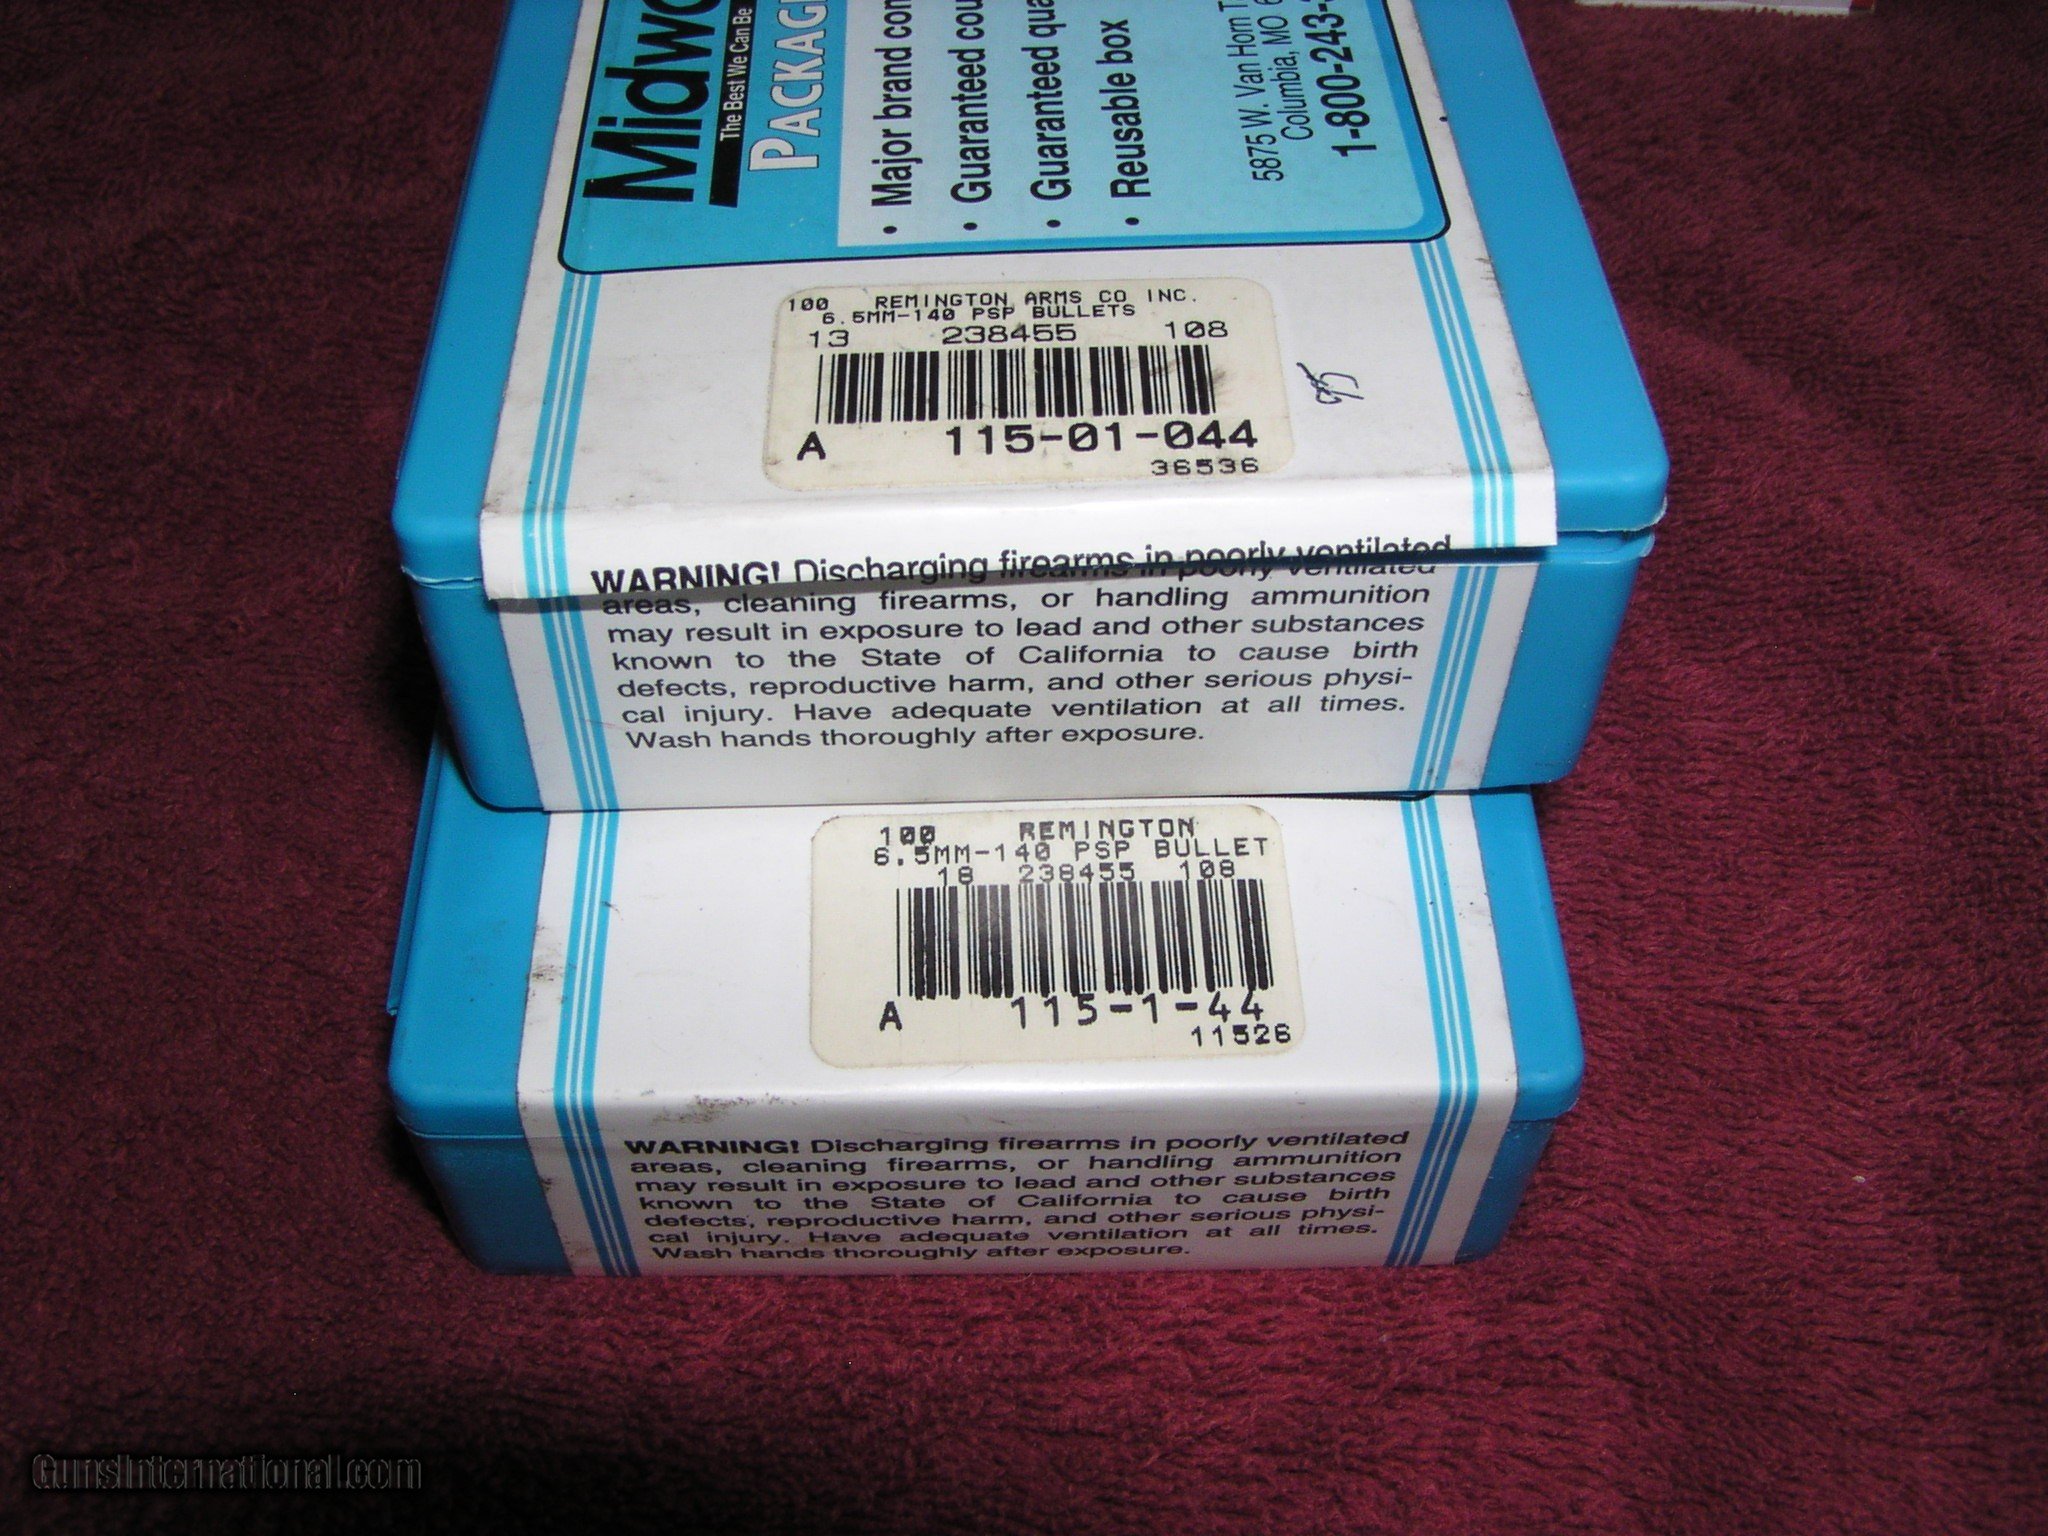 The Best We Can Be
• Major brand
• Guaranteed
• Guaranteed
• Reusable box
5875 W. Van Horn
Columbia, MO
1-800-243-
100 REMINGTON ARMS CO INC.
6.5MM-140 PSP BULLETS
13 238455 108
A 115-01-044
36536
95
WARNING! Discharging firearms in poorly ventilated
areas, cleaning firearms, or handling ammunition
may result in exposure to lead and other substances
known to the State of California to cause birth
defects, reproductive harm, and other serious physi-
cal injury. Have adequate ventilation at all times.
Wash hands thoroughly after exposure.
100 REMINGTON
6.5MM-140 PSP BULLET
18 238455 108
A 115-1-44
11526
WARNING! Discharging firearms in poorly ventilated
areas, cleaning firearms, or handling ammunition
may result in exposure to lead and other substances
known to the State of California to cause birth
defects, reproductive harm, and other serious physi-
cal injury. Have adequate ventilation at all times.
Wash hands thoroughly after exposure.
GunsInternational.com